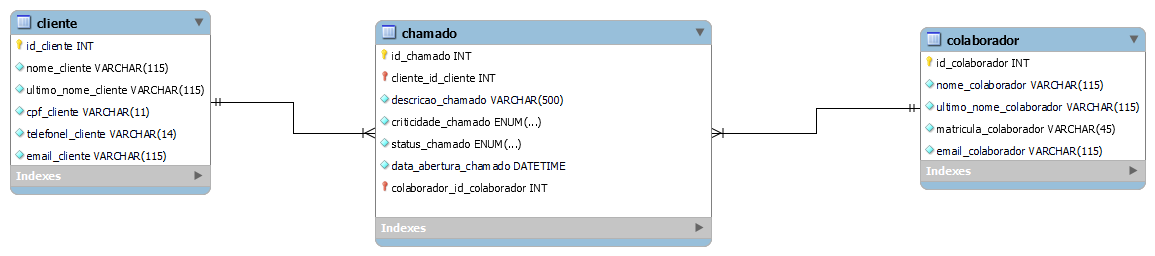 cliente
id_cliente INT
nome_cliente VARCHAR(115)
ultimo_nome_cliente VARCHAR(115)
cpf_cliente VARCHAR(11)
telefonel_cliente VARCHAR(14)
email_cliente VARCHAR(115)
Indexes
chamado
id_chamado INT
cliente_id_cliente INT
descricao_chamado VARCHAR(500)
criticidade_chamado ENUM(...)
status_chamado ENUM(...)
data_abertura_chamado DATETIME
colaborador_id_colaborador INT
Indexes
colaborador
id_colaborador INT
nome_colaborador VARCHAR(115)
ultimo_nome_colaborador VARCHAR(115)
matricula_colaborador VARCHAR(45)
email_colaborador VARCHAR(115)
Indexes